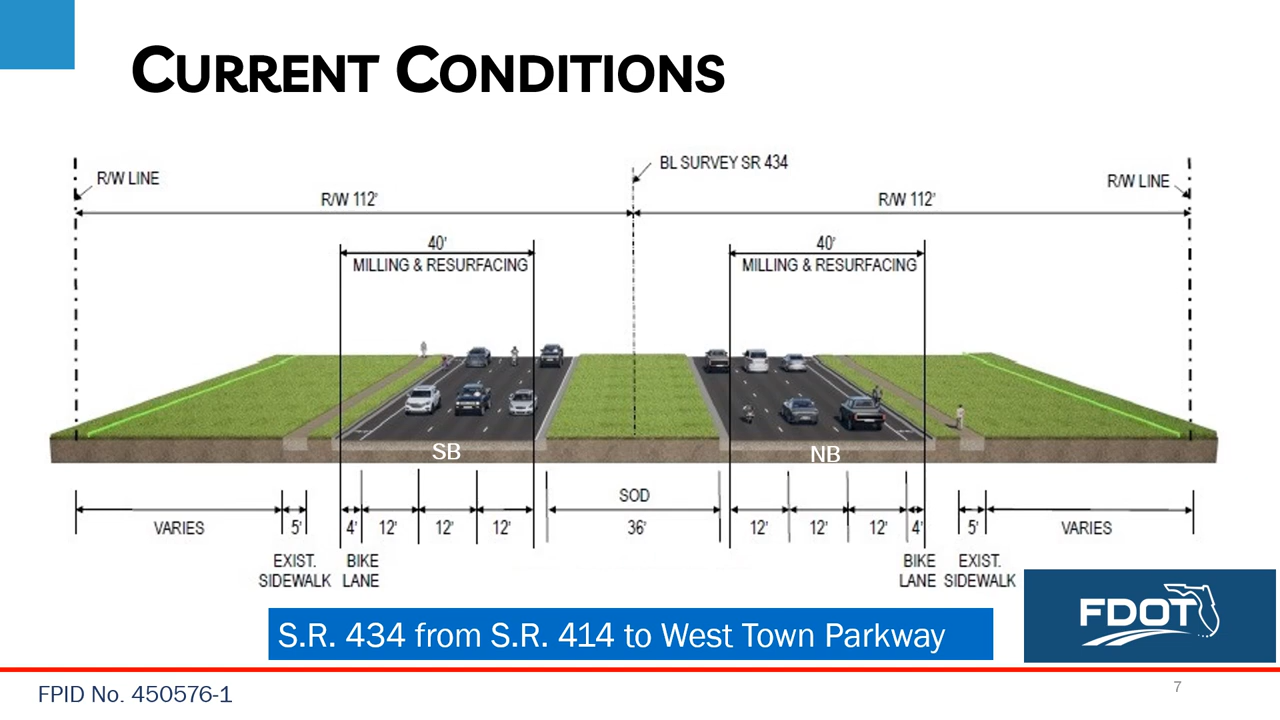 CURRENT CONDITIONS
BL SURVEY SR 434
R/W LINE
R/W LINE
R/W 112'
R/W 112'
40'
MILLING & RESURFACING
40'
MILLING & RESURFACING
SB
NB
SOD
VARIES
5'
4'
12'
12'
12'
36'
12'
12'
12'
4'
5'
VARIES
EXIST.
SIDEWALK
BIKE
LANE
BIKE
LANE
EXIST.
SIDEWALK
FDOT
S.R. 434 from S.R. 414 to West Town Parkway
FPID No. 450576-1
7